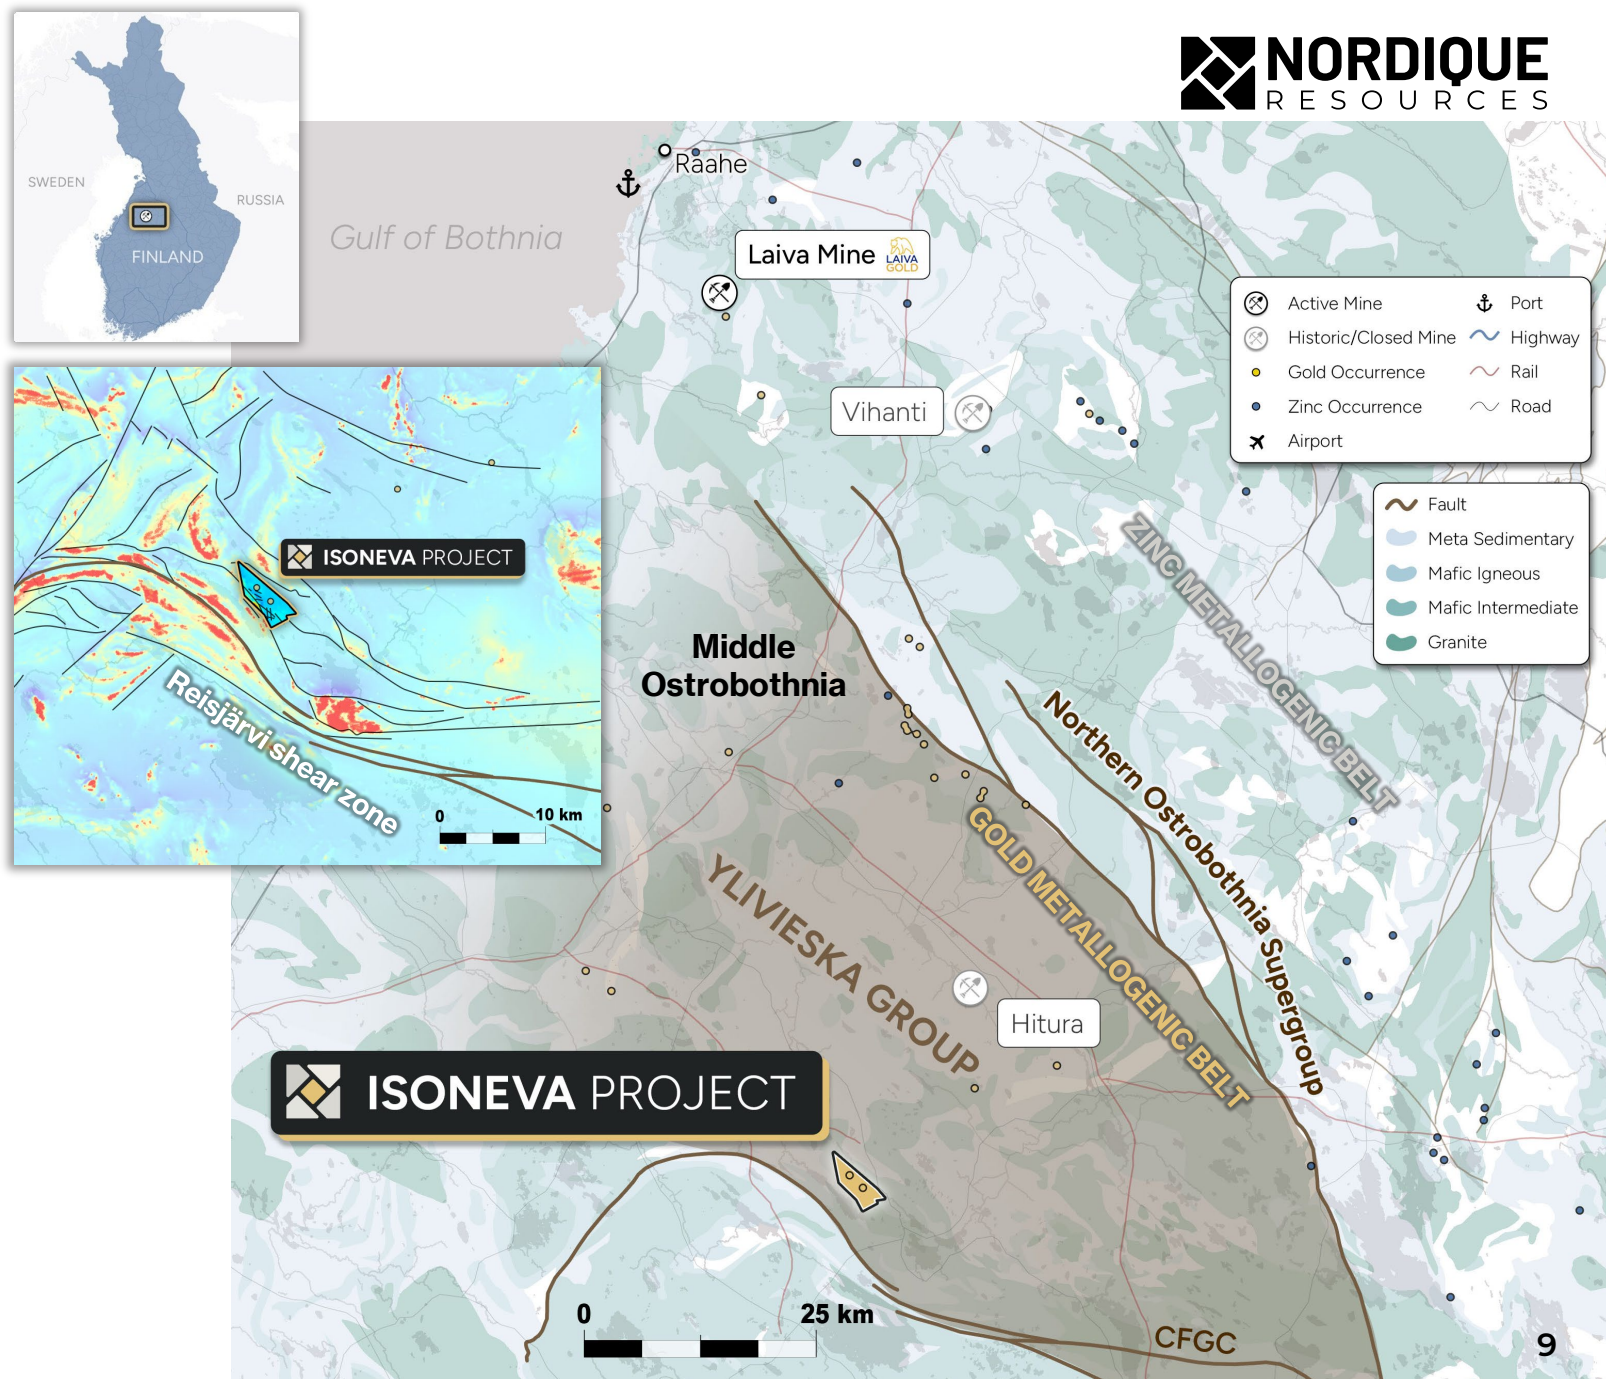 NORDIQUE
RESOURCES
SWEDEN
RUSSIA
FINLAND
Raahe
Gulf of Bothnia
Laiva Mine
LAIVA
GOLD
Active Mine
Historic/Closed Mine
Gold Occurrence
Zinc Occurrence
Airport
Port
Highway
Rail
Road
Vihanti
Fault
Meta Sedimentary
Mafic Igneous
Mafic Intermediate
Granite
ZINC METALLOGENIC BELT
ISONEVA PROJECT
Reisjärvi shear zone
0 10 km
Middle
Ostrobothnia
Northern Ostrobothnia Supergroup
GOLD METALLOGENIC BELT
YLIVIESKA GROUP
Hitura
ISONEVA PROJECT
0 25 km
CFGC
9